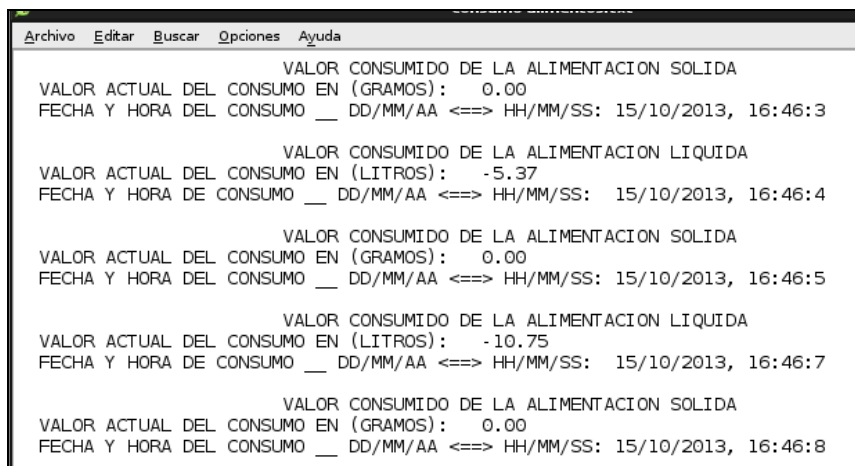 Archivo Editar Buscar Opciones Ayuda
VALOR CONSUMIDO DE LA ALIMENTACION SOLIDA
VALOR ACTUAL DEL CONSUMO EN (GRAMOS): 0.00
FECHA Y HORA DEL CONSUMO __ DD/MM/AA <==> HH/MM/SS: 15/10/2013, 16:46:3
VALOR CONSUMIDO DE LA ALIMENTACION LIQUIDA
VALOR ACTUAL DEL CONSUMO EN (LITROS): -5.37
FECHA Y HORA DE CONSUMO __ DD/MM/AA <==> HH/MM/SS: 15/10/2013, 16:46:4
VALOR CONSUMIDO DE LA ALIMENTACION SOLIDA
VALOR ACTUAL DEL CONSUMO EN (GRAMOS): 0.00
FECHA Y HORA DEL CONSUMO __ DD/MM/AA <==> HH/MM/SS: 15/10/2013, 16:46:5
VALOR CONSUMIDO DE LA ALIMENTACION LIQUIDA
VALOR ACTUAL DEL CONSUMO EN (LITROS): -10.75
FECHA Y HORA DE CONSUMO __ DD/MM/AA <==> HH/MM/SS: 15/10/2013, 16:46:7
VALOR CONSUMIDO DE LA ALIMENTACION SOLIDA
VALOR ACTUAL DEL CONSUMO EN (GRAMOS): 0.00
FECHA Y HORA DEL CONSUMO __ DD/MM/AA <==> HH/MM/SS: 15/10/2013, 16:46:8